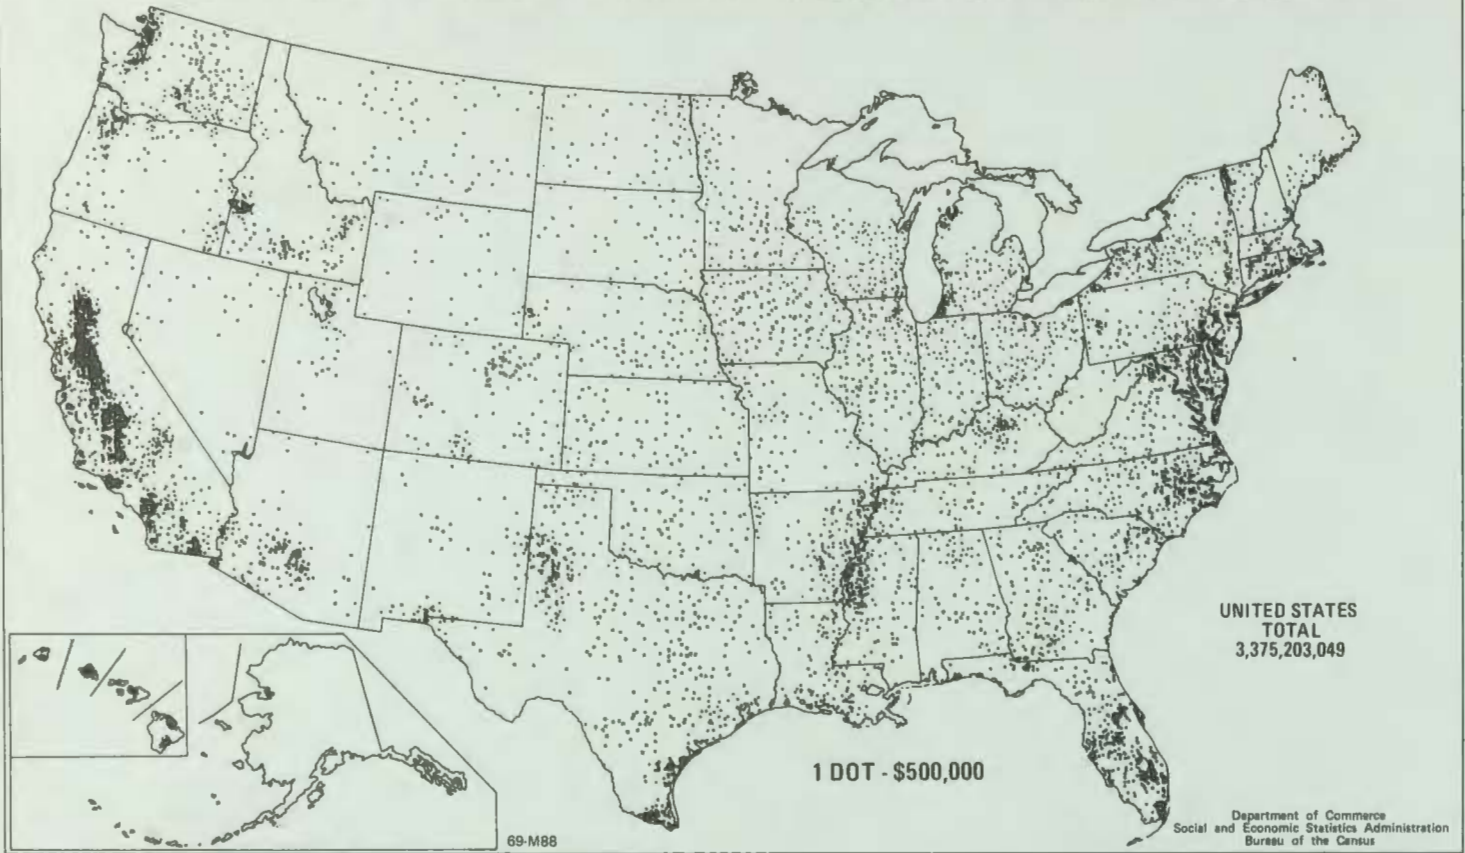 UNITED STATES
TOTAL
3,375,203,049
1 DOT - $500,000
Department of Commerce
Social and Economic Statistics Administration
Bureau of the Census
69-M88